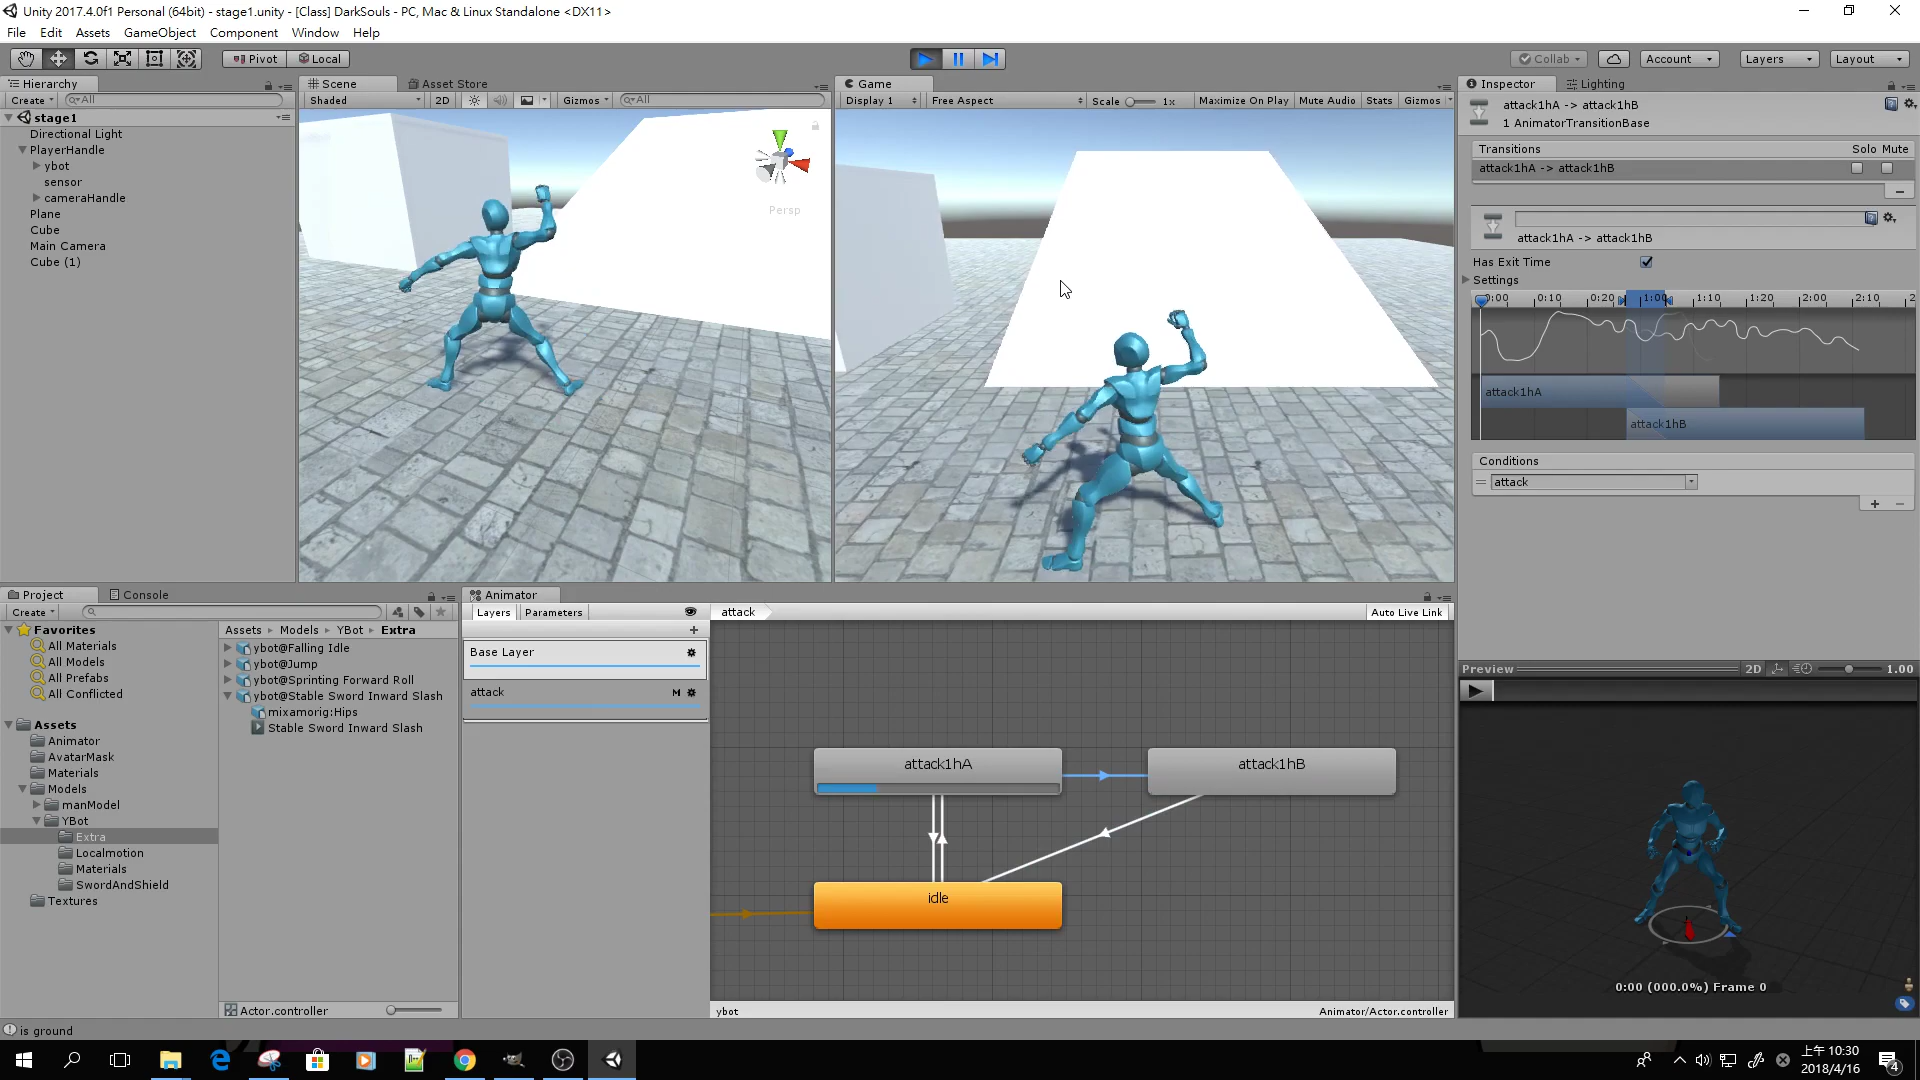 Unity 2017.4.0f1 Personal (64bit) - stage1.unity - [Class] DarkSouls - PC, Mac & Linux Standalone <DX11>
File Edit Assets GameObject Component Window Help
Pivot Local
Collab Account Layers Layout
Hierarchy
Create All
stage1
Directional Light
PlayerHandle
ybot
sensor
cameraHandle
Plane
Cube
Main Camera
Cube (1)
Scene Asset Store
Shaded 2D Gizmos All
Persp
Game
Display 1 Free Aspect Scale 1x Maximize On Play Mute Audio Stats Gizmos
Inspector Lighting
attack1hA -> attack1hB
1 AnimatorTransitionBase
Transitions Solo Mute
attack1hA -> attack1hB
attack1hA -> attack1hB
Has Exit Time
Settings
0:00 0:10 0:20 1:00 1:10 1:20 2:00 2:10 2
attack1hA
attack1hB
Conditions
attack
Preview 2D 1.00
0:00 (000.0%) Frame 0
Project Console
Create
Favorites
All Materials
All Models
All Prefabs
All Conflicted
Assets
Animator
AvatarMask
Materials
Models
manModel
YBot
Extra
Localmotion
Materials
SwordAndShield
Textures
Assets Models YBot Extra
ybot@Falling Idle
ybot@Jump
ybot@Sprinting Forward Roll
ybot@Stable Sword Inward Slash
mixamorig:Hips
Stable Sword Inward Slash
Actor.controller
Animator
Layers Parameters
Base Layer
attack M
attack Auto Live Link
attack1hA
attack1hB
idle
ybot Animator/Actor.controller
is ground
上午 10:30
2018/4/16
4